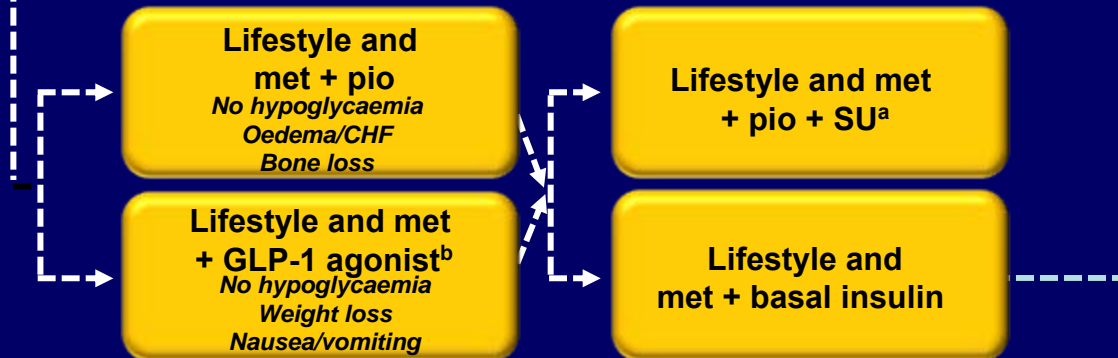 Lifestyle and
met + pio
No hypoglycaemia
Oedema/CHF
Bone loss
Lifestyle and met
+ GLP-1 agonistᵇ
No hypoglycaemia
Weight loss
Nausea/vomiting
Lifestyle and met
+ pio + SUᵃ
Lifestyle and
met + basal insulin